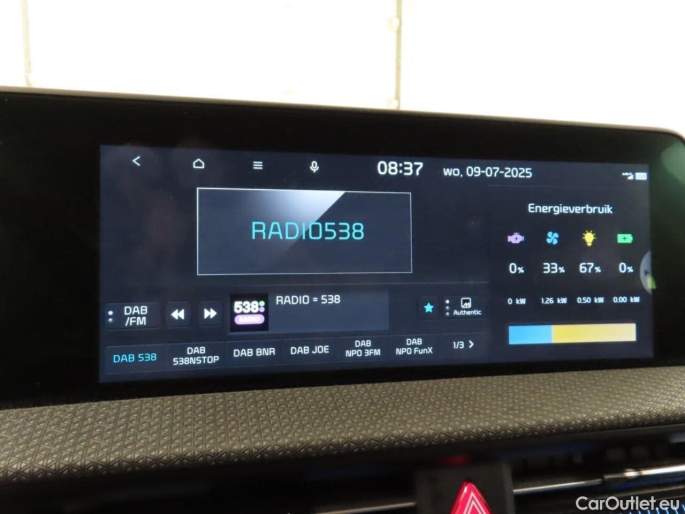 08:37
wo, 09-07-2025
RADIO538
Energieverbruik
0% 33% 67% 0%
0 kW 1,26 kW 0,50 kW 0,00 kW
DAB
/FM
538
RADIO = 538
Authentic
DAB 538
DAB
538NSTOP
DAB BNR
DAB JOE
DAB
NPO 3FM
DAB
NPO FunX
1/3
CarOutlet.eu